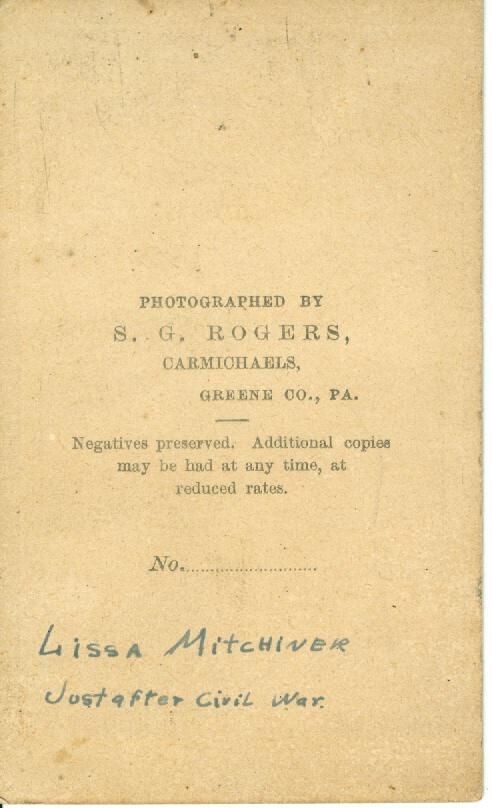 PHOTOGRAPHED BY
S. G. ROGERS,
CARMICHAELS,
GREENE CO., PA.
Negatives preserved. Additional copies
may be had at any time, at
reduced rates.
No...........................
Lissa Mitchiner
Just after Civil War.